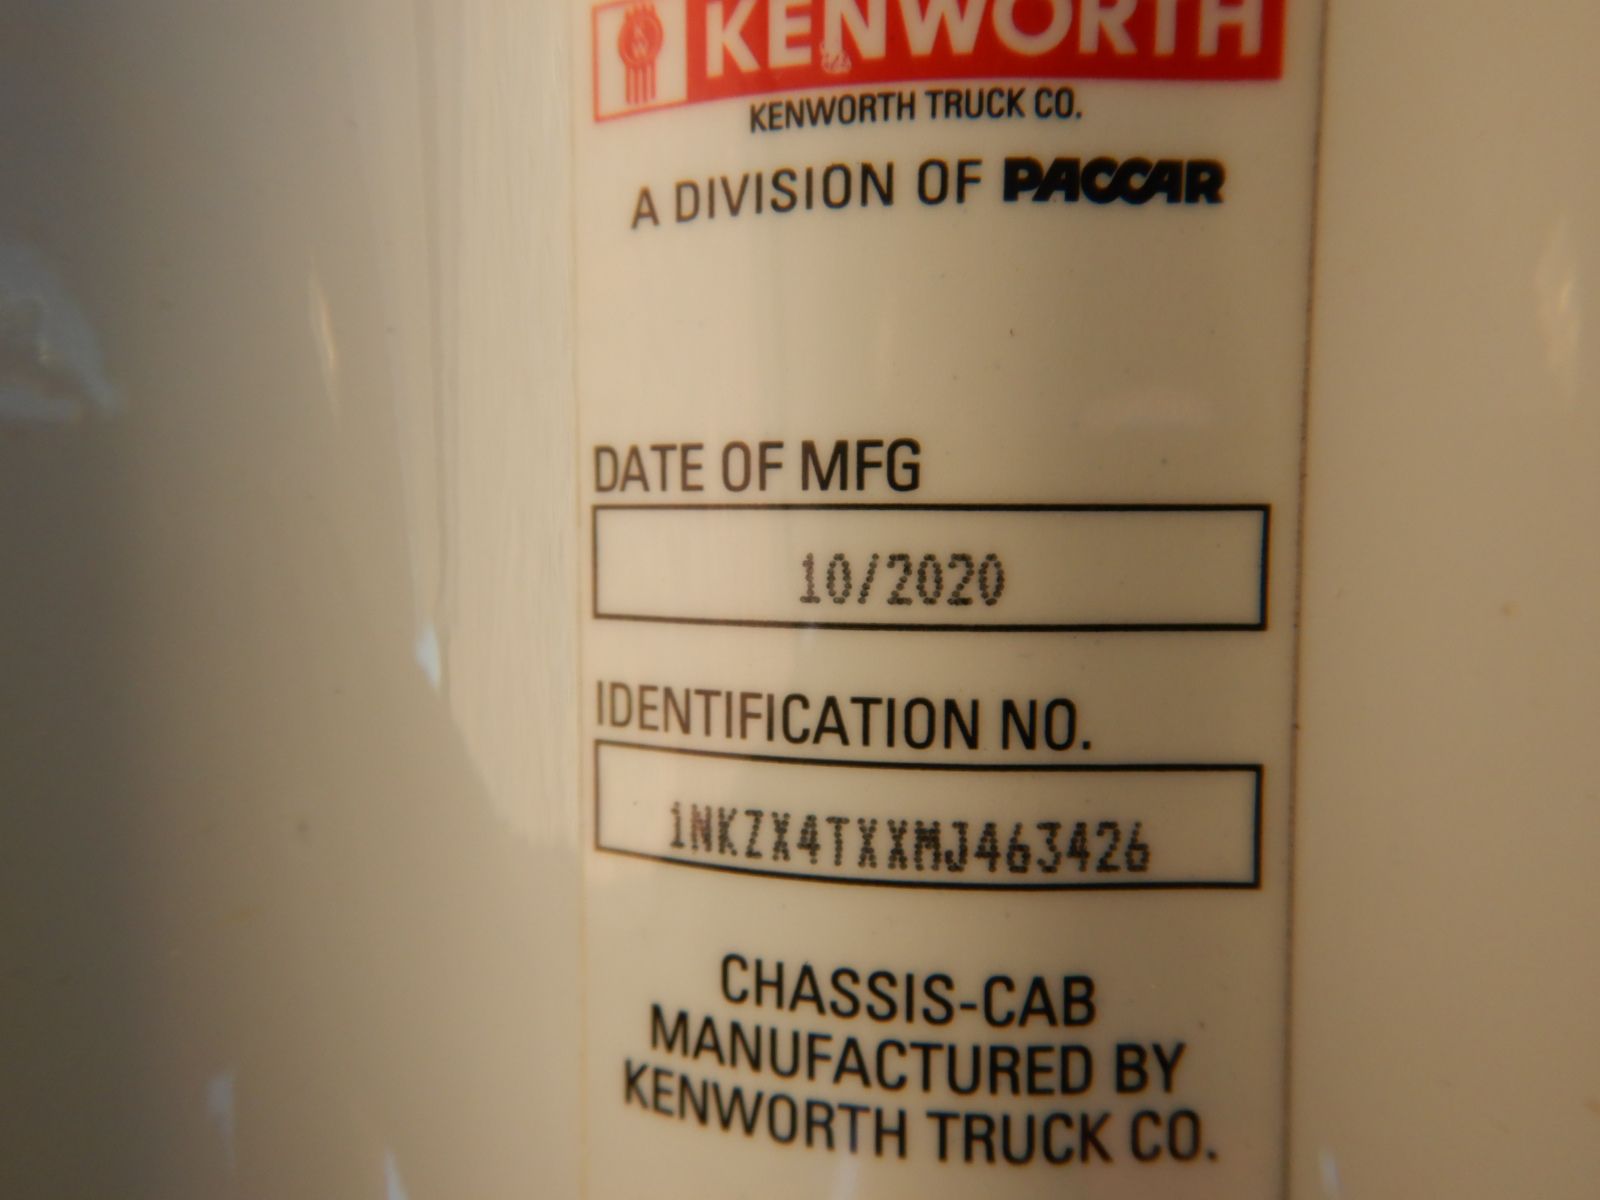 KENWORTH
KENWORTH TRUCK CO.
A DIVISION OF PACCAR
DATE OF MFG
10/2020
IDENTIFICATION NO.
1NKZX4TXXMJ463426
CHASSIS-CAB
MANUFACTURED BY
KENWORTH TRUCK CO.